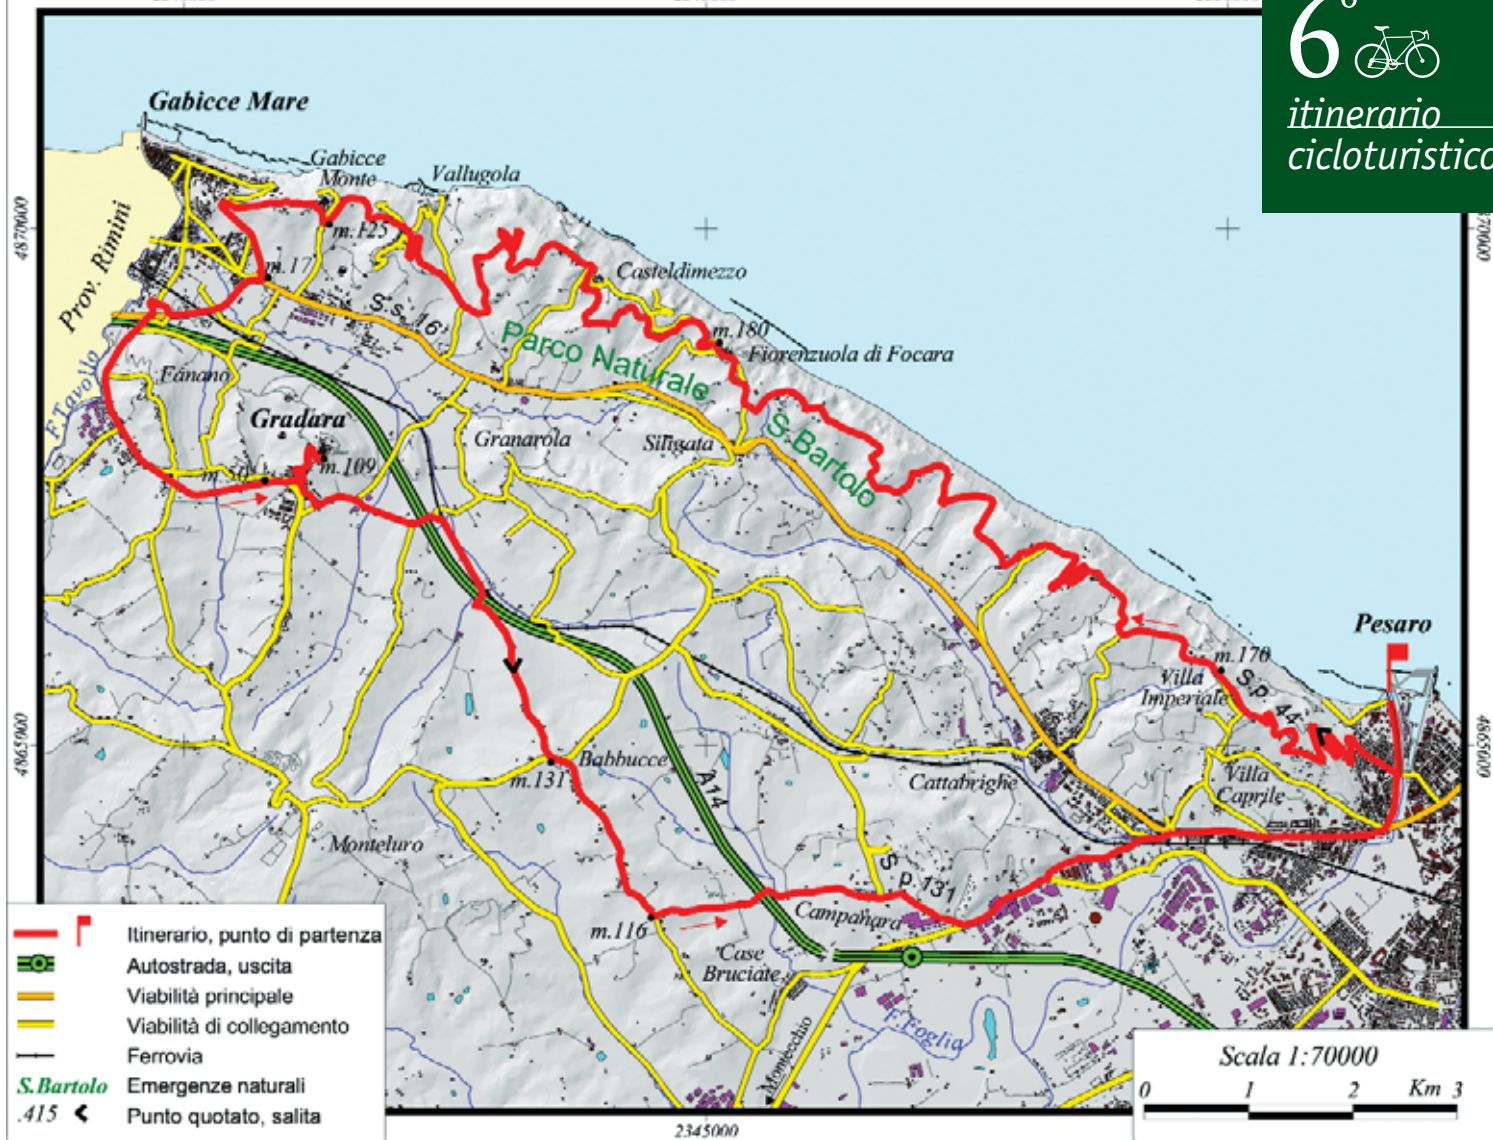 6°
itinerario
cicloturistico
Gabicce Mare
Gabicce
Monte
Vallugola
m.125
m.17
Prov. Rimini
4870000
S.s. 16
Casteldimezzo
m.180
Fiorenzuola di Focara
Parco Naturale
S.Bartolo
F.Tavollo
Fanano
Gradara
m.109
Granarola
Siligata
Pesaro
m.170
Villa
Imperiale
S.p. 44
Villa
Caprile
Cattabrighe
4865000
4865000
Babbucce
m.131
A14
Monteluro
S.p. 131
Campanara
m.116
Case
Bruciate
F.Foglia
Montecchio
Itinerario, punto di partenza
Autostrada, uscita
Viabilità principale
Viabilità di collegamento
Ferrovia
S.Bartolo Emergenze naturali
.415 Punto quotato, salita
Scala 1:70000
0 1 2 Km 3
2345000